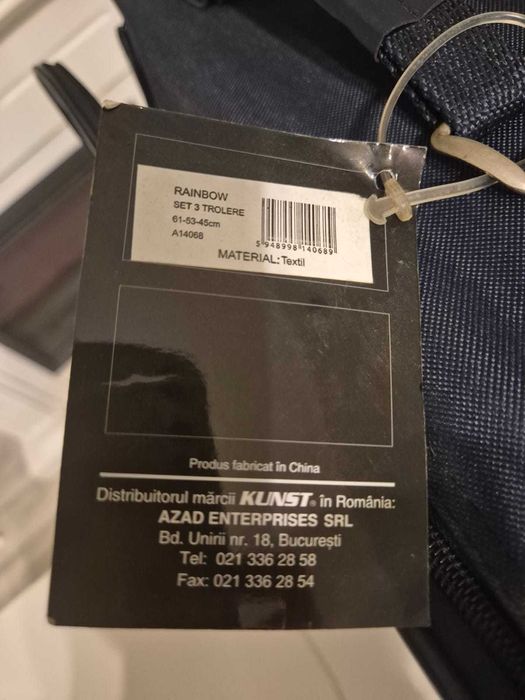 RAINBOW
SET 3 TROLERE
61-53-45cm
A14068
5 948998 140689
MATERIAL: Textil
Produs fabricat în China
Distribuitorul mărcii KUNST® în România:
AZAD ENTERPRISES SRL
Bd. Unirii nr. 18, Bucureşti
Tel: 021 336 28 58
Fax: 021 336 28 54